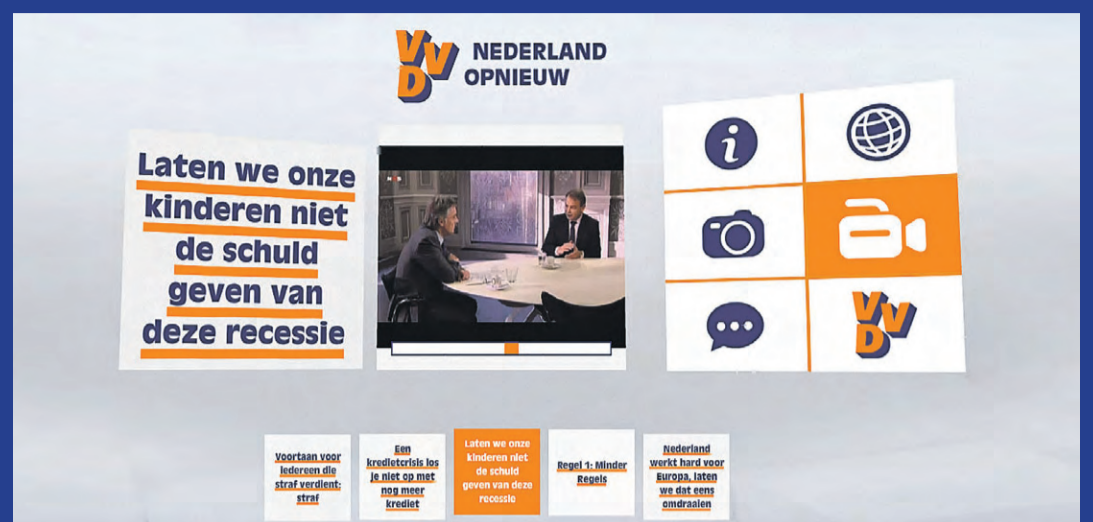 VVD
NEDERLAND
OPNIEUW
Laten we onze
kinderen niet
de schuld
geven van
deze recessie
i
VVD
Voortaan voor
iedereen die
straf verdient:
straf
Een
kredietcrisis los
je niet op met
nog meer
krediet
Laten we onze
kinderen niet
de schuld
geven van deze
recessie
Regel 1: Minder
Regels
Nederland
werkt hard voor
Europa, laten
we dat eens
omdraaien